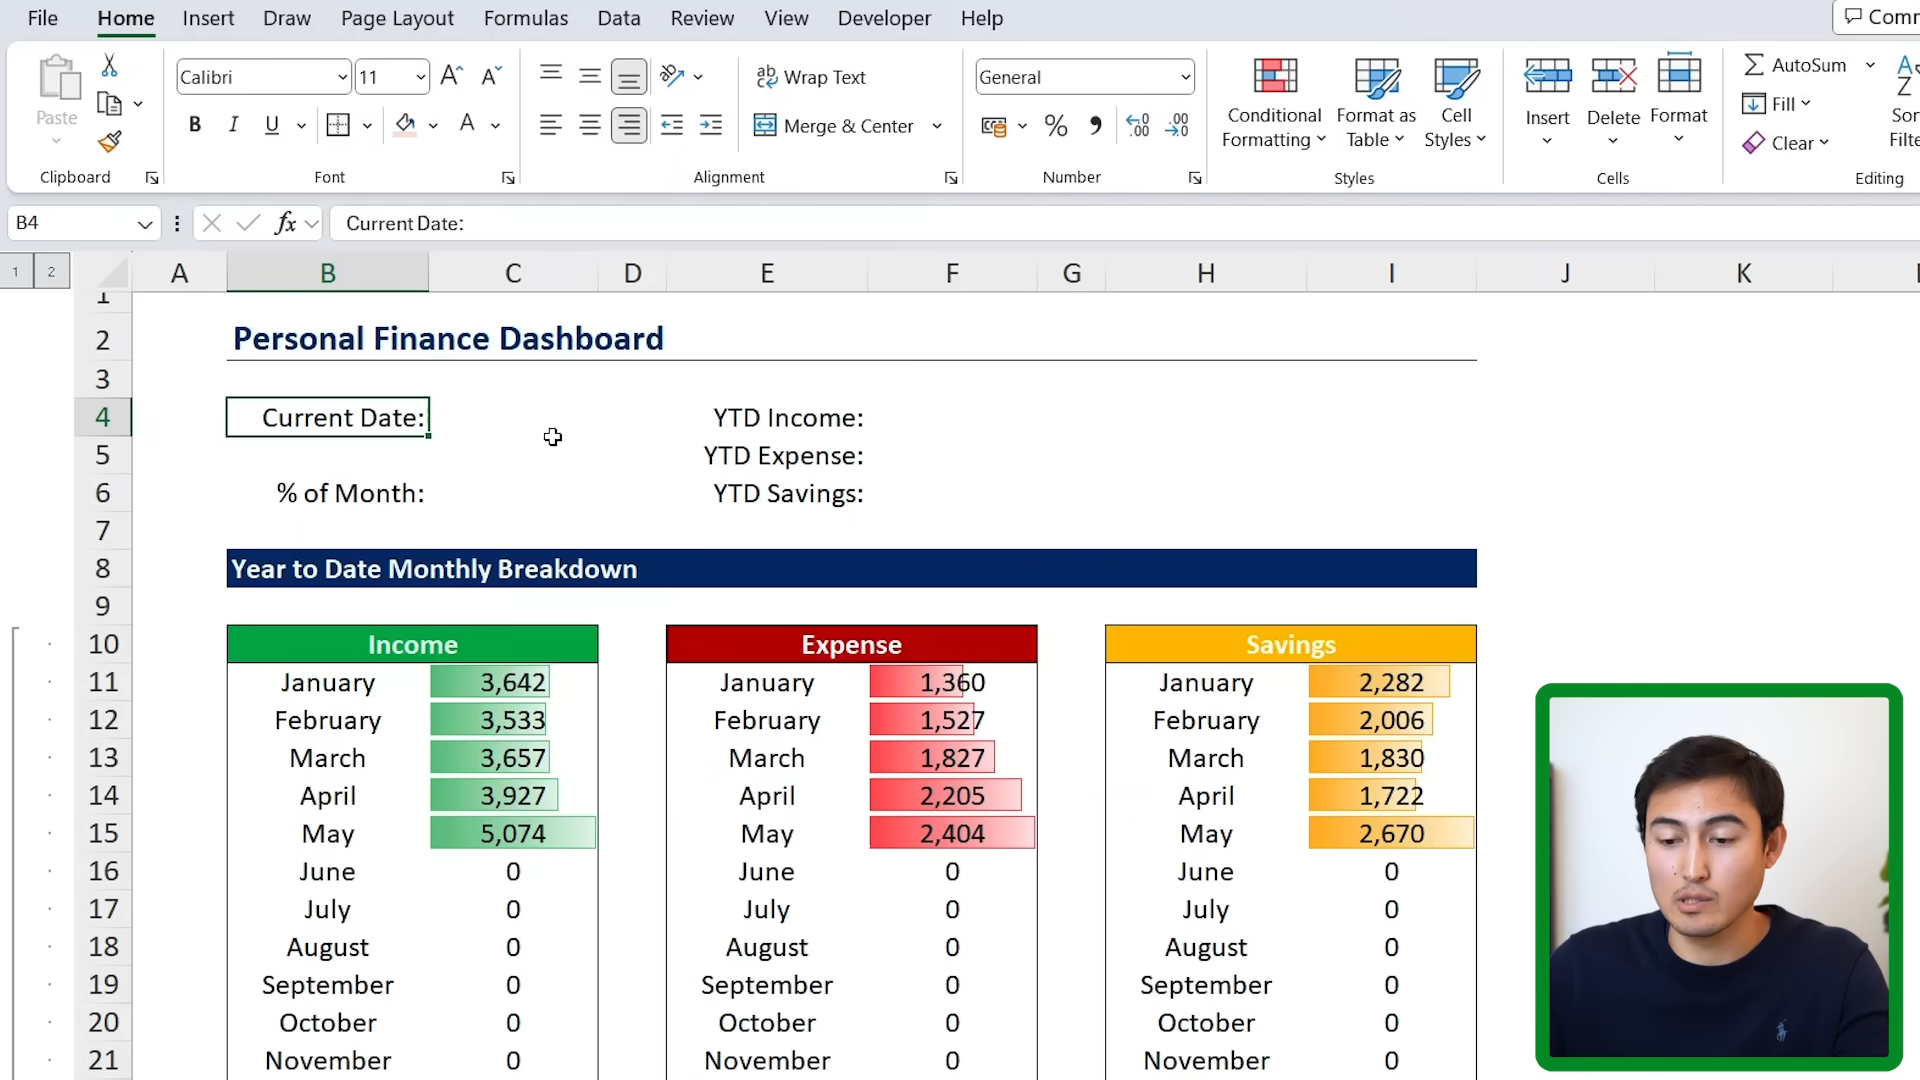 File Home Insert Draw Page Layout Formulas Data Review View Developer Help
Calibri 11 Wrap Text General AutoSum
Paste Conditional Formatting Format as Table Cell Styles Insert Delete Format Fill
B I U A Merge & Center % Clear
Clipboard Font Alignment Number Styles Cells Editing
B4 fx Current Date:
1 2 A B C D E F G H I J K
1
2 Personal Finance Dashboard
3
4 Current Date: YTD Income:
5 YTD Expense:
6 % of Month: YTD Savings:
7
8 Year to Date Monthly Breakdown
9
10 Income Expense Savings
11 January 3,642 January 1,360 January 2,282
12 February 3,533 February 1,527 February 2,006
13 March 3,657 March 1,827 March 1,830
14 April 3,927 April 2,205 April 1,722
15 May 5,074 May 2,404 May 2,670
16 June 0 June 0 June 0
17 July 0 July 0 July 0
18 August 0 August 0 August 0
19 September 0 September 0 September 0
20 October 0 October 0 October 0
21 November 0 November 0 November 0